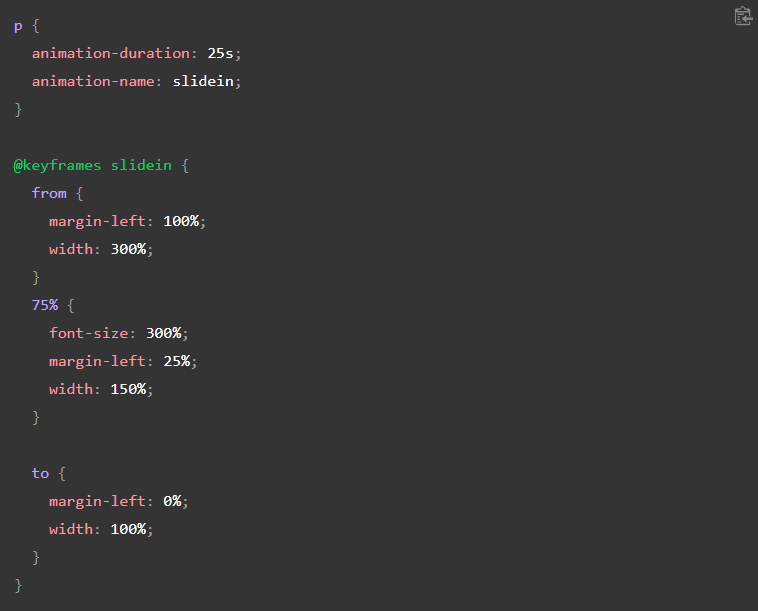 p {
  animation-duration: 25s;
  animation-name: slidein;
}

@keyframes slidein {
  from {
    margin-left: 100%;
    width: 300%;
  }
  75% {
    font-size: 300%;
    margin-left: 25%;
    width: 150%;
  }

  to {
    margin-left: 0%;
    width: 100%;
  }
}